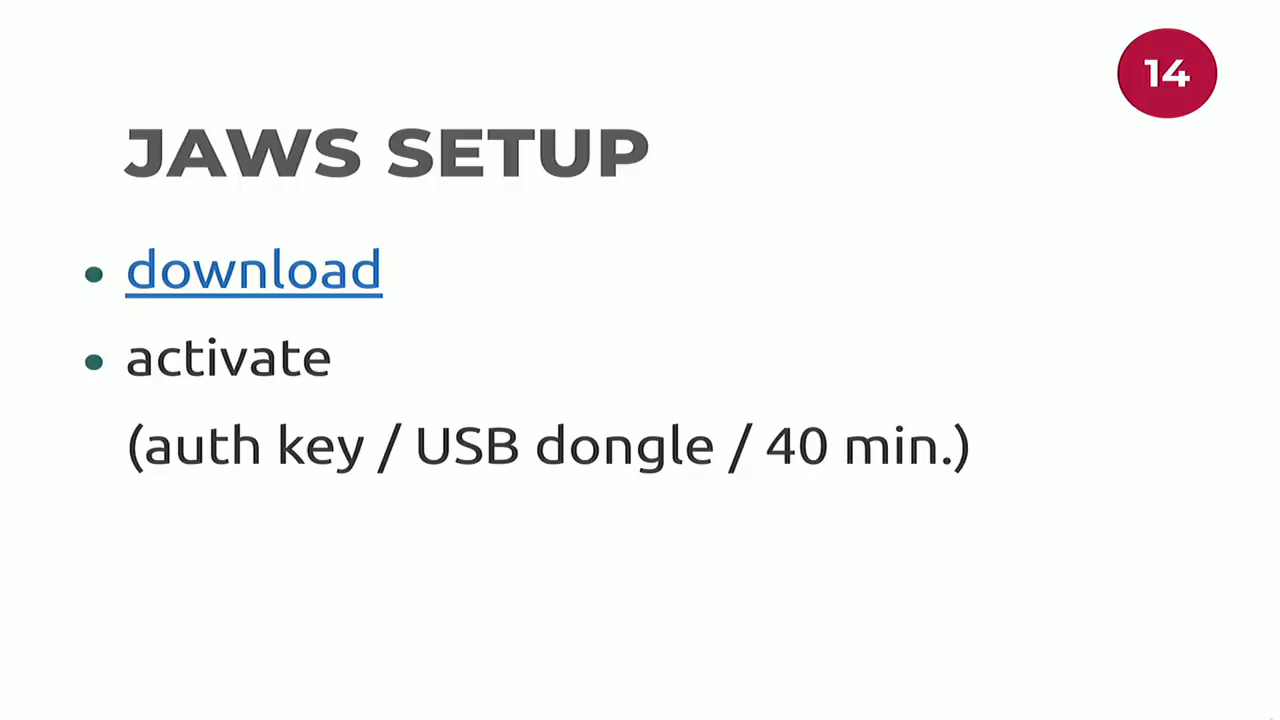 14
JAWS SETUP
• download
• activate
(auth key / USB dongle / 40 min.)